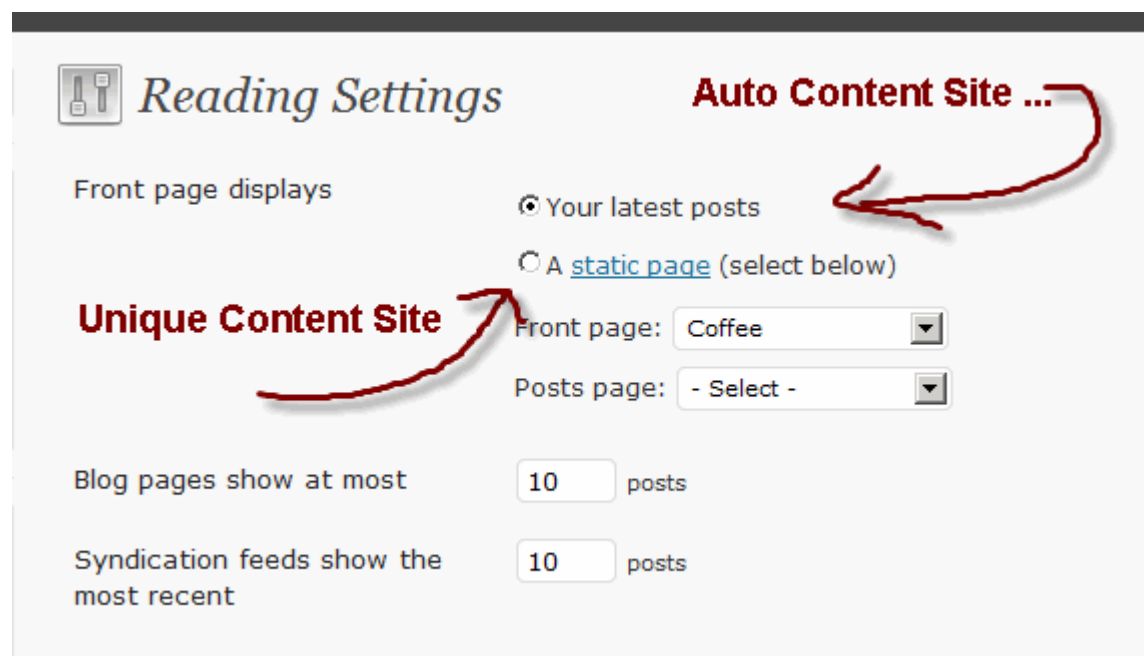 Reading Settings
Auto Content Site ...
Front page displays
Your latest posts
A static page (select below)
Unique Content Site
Front page: Coffee
Posts page: - Select -
Blog pages show at most 10 posts
Syndication feeds show the 10 posts
most recent